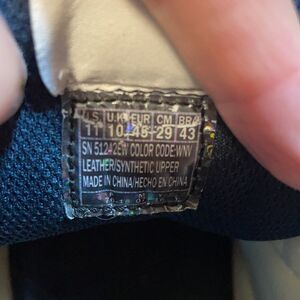 U.S. U.K. EUR CM BRA
11 10 45 29 43
SN 51242EW COLOR CODE:WNV
LEATHER/SYNTHETIC UPPER
MADE IN CHINA/HECHO EN CHINA